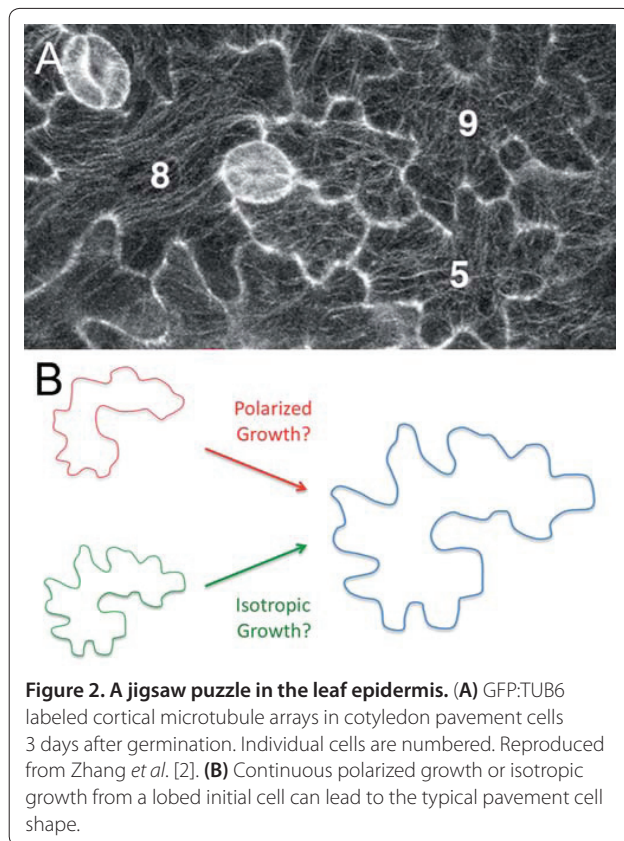 A
8
9
5
B
Polarized
Growth?
Isotropic
Growth?
Figure 2. A jigsaw puzzle in the leaf epidermis. (A) GFP:TUB6
labeled cortical microtubule arrays in cotyledon pavement cells
3 days after germination. Individual cells are numbered. Reproduced
from Zhang et al. [2]. (B) Continuous polarized growth or isotropic
growth from a lobed initial cell can lead to the typical pavement cell
shape.